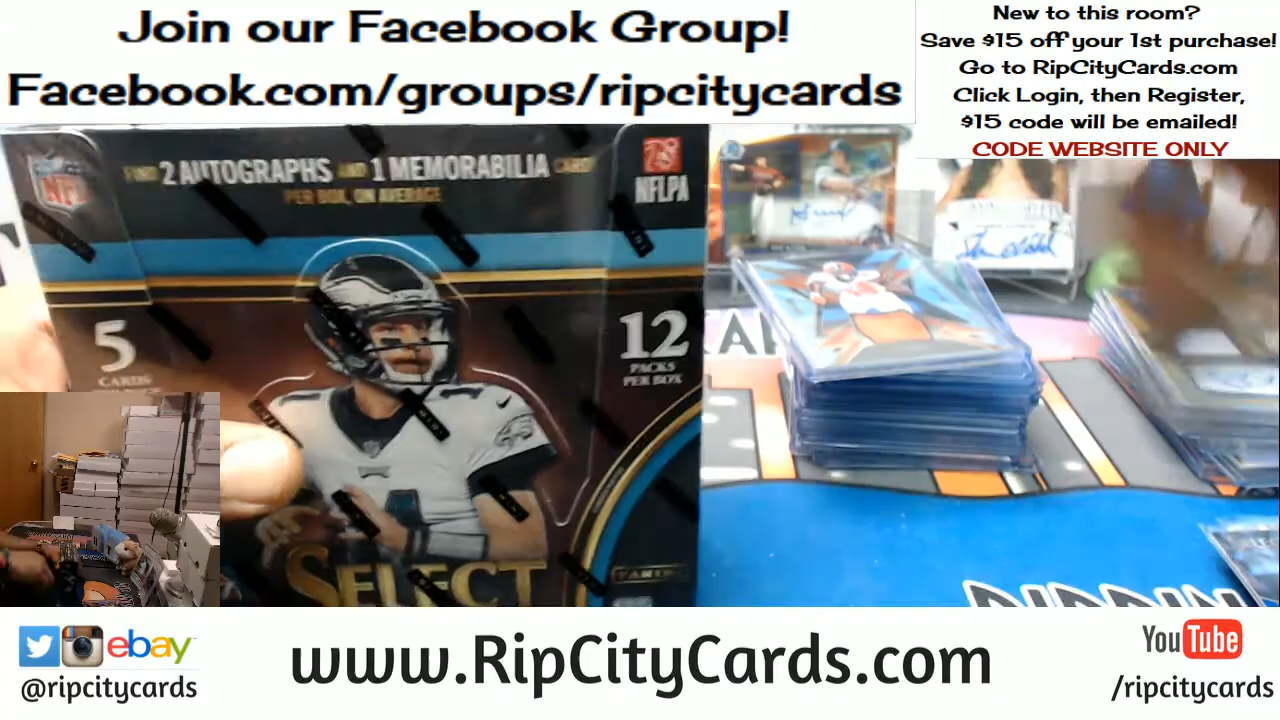 Join our Facebook Group!
Facebook.com/groups/ripcitycards
New to this room?
Save $15 off your 1st purchase!
Go to RipCityCards.com
Click Login, then Register,
$15 code will be emailed!
CODE WEBSITE ONLY
NFL
FIND 2 AUTOGRAPHS AND 1 MEMORABILIA CARD
PER BOX, ON AVERAGE
NFLPA
5
CARDS
12
PACKS
PER BOX
SELECT
PANINI
ebay
@ripcitycards
www.RipCityCards.com
YouTube
/ripcitycards